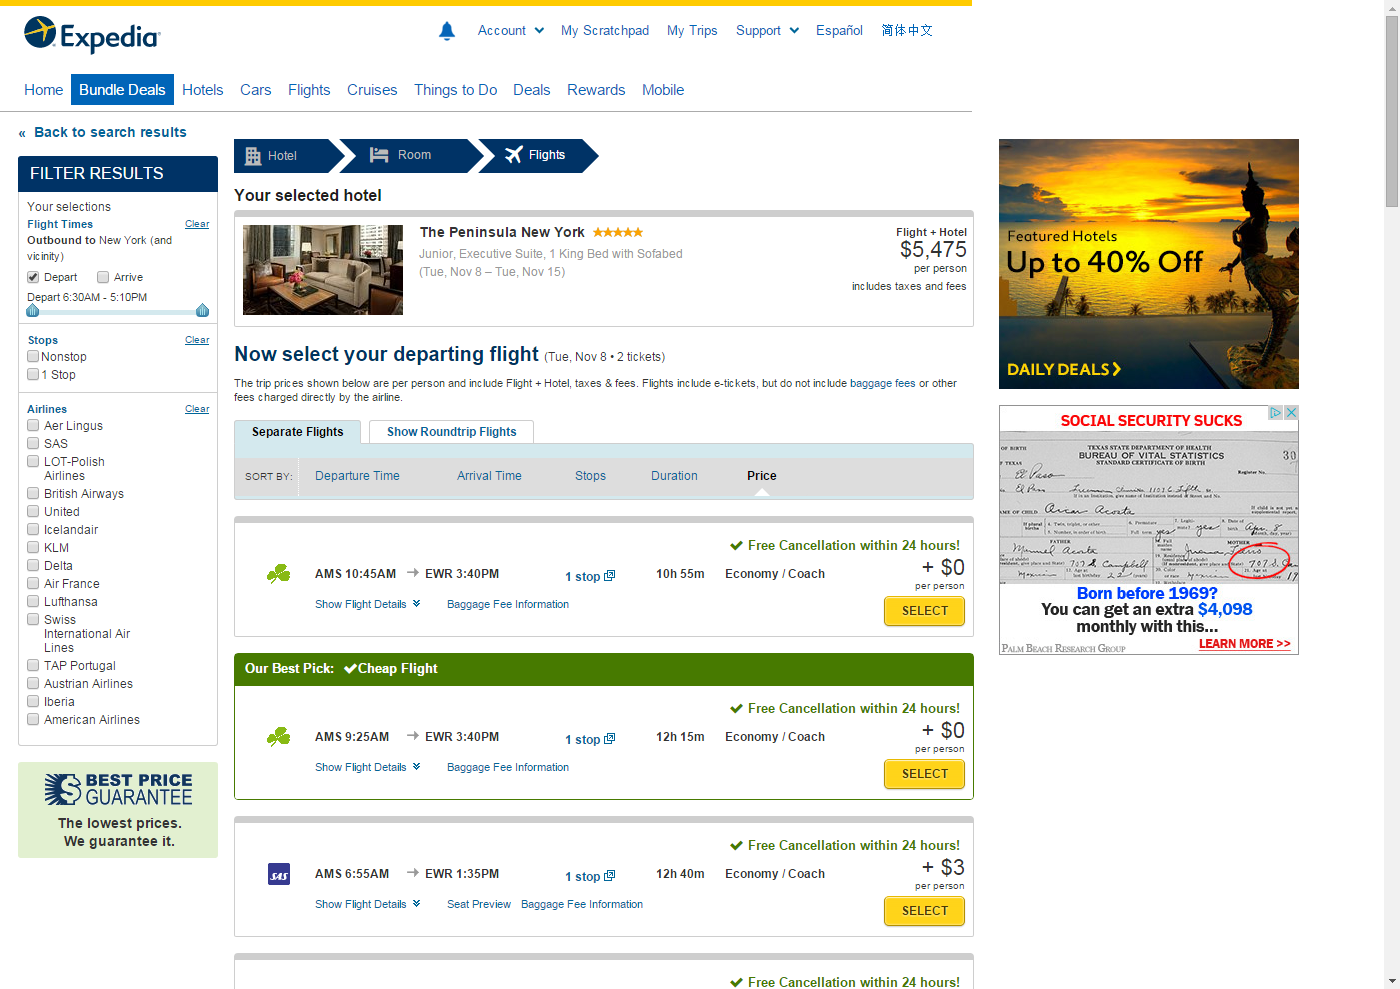 Expedia
Account
My Scratchpad
My Trips
Support
Español
简体中文
Home
Bundle Deals
Hotels
Cars
Flights
Cruises
Things to Do
Deals
Rewards
Mobile
« Back to search results
FILTER RESULTS
Your selections
Flight Times Clear
Outbound to New York (and
vicinity)
Depart Arrive
Depart 6:30AM - 5:10PM
Stops Clear
Nonstop
1 Stop
Airlines Clear
Aer Lingus
SAS
LOT-Polish
Airlines
British Airways
United
Icelandair
KLM
Delta
Air France
Lufthansa
Swiss
International Air
Lines
TAP Portugal
Austrian Airlines
Iberia
American Airlines
BEST PRICE
GUARANTEE
The lowest prices.
We guarantee it.
Hotel
Room
Flights
Your selected hotel
The Peninsula New York
Junior, Executive Suite, 1 King Bed with Sofabed
(Tue, Nov 8 – Tue, Nov 15)
Flight + Hotel
$5,475
per person
includes taxes and fees
Now select your departing flight (Tue, Nov 8 • 2 tickets)
The trip prices shown below are per person and include Flight + Hotel, taxes & fees. Flights include e-tickets, but do not include baggage fees or other
fees charged directly by the airline.
Separate Flights
Show Roundtrip Flights
SORT BY: Departure Time Arrival Time Stops Duration Price
Free Cancellation within 24 hours!
AMS 10:45AM → EWR 3:40PM 1 stop 10h 55m Economy / Coach + $0
per person
Show Flight Details Baggage Fee Information
SELECT
Our Best Pick: Cheap Flight
Free Cancellation within 24 hours!
AMS 9:25AM → EWR 3:40PM 1 stop 12h 15m Economy / Coach + $0
per person
Show Flight Details Baggage Fee Information
SELECT
Free Cancellation within 24 hours!
SAS AMS 6:55AM → EWR 1:35PM 1 stop 12h 40m Economy / Coach + $3
per person
Show Flight Details Seat Preview Baggage Fee Information
SELECT
Free Cancellation within 24 hours!
Featured Hotels
Up to 40% Off
DAILY DEALS
SOCIAL SECURITY SUCKS
TEXAS STATE DEPARTMENT OF HEALTH
BUREAU OF VITAL STATISTICS
STANDARD CERTIFICATE OF BIRTH
Born before 1969?
You can get an extra $4,098
monthly with this...
LEARN MORE >>
PALM BEACH RESEARCH GROUP